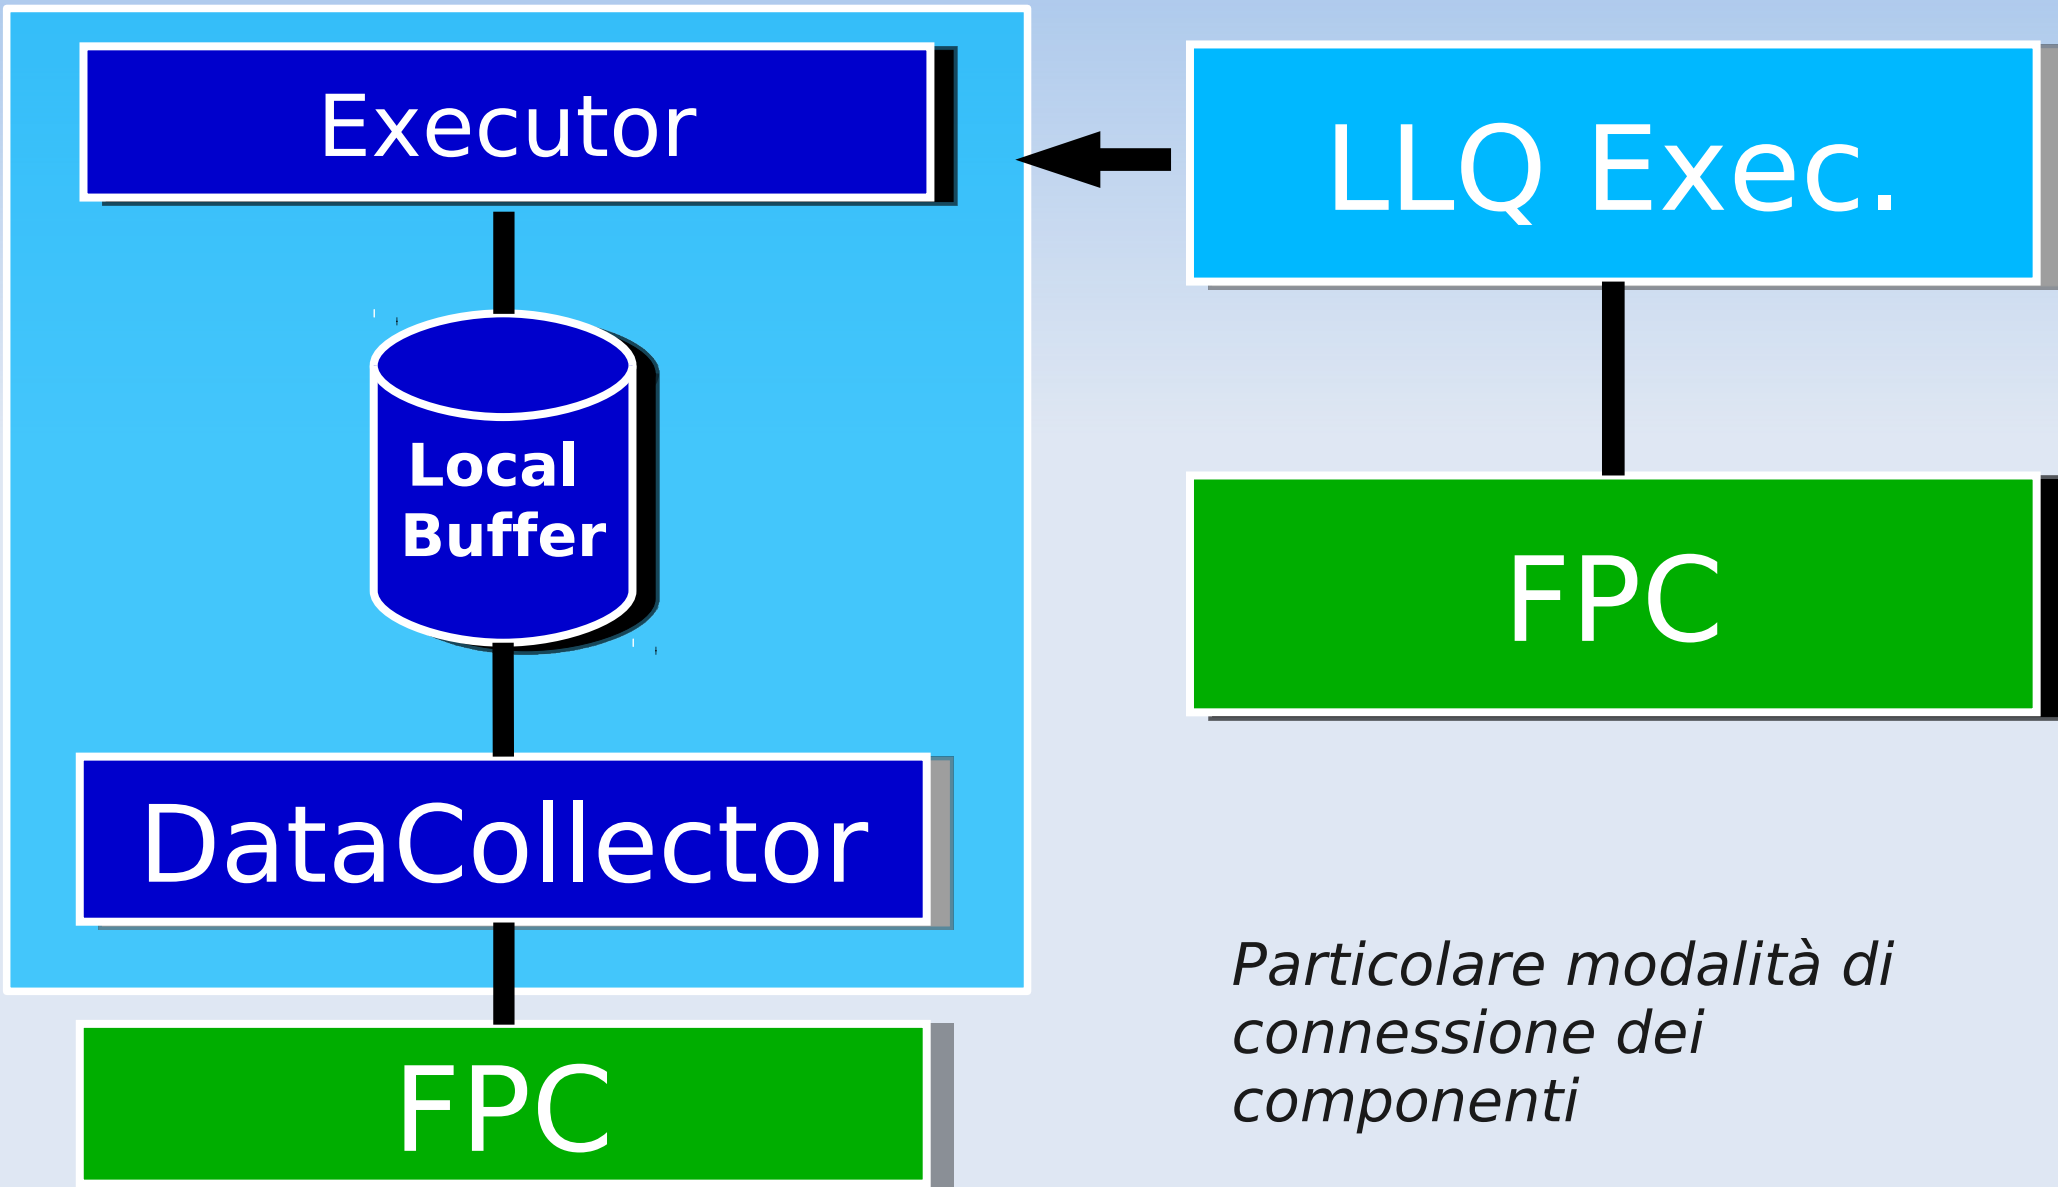 Executor
Local
Buffer
DataCollector
FPC
LLQ Exec.
FPC
Particolare modalità di
connessione dei
componenti